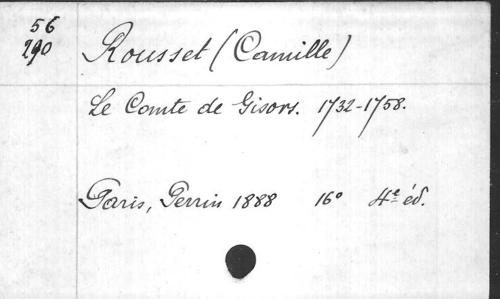 56
290
Rousset (Camille)
Le Comte de Gisors. 1732-1758.
Paris, Perrin 1888 16° 4e éd.